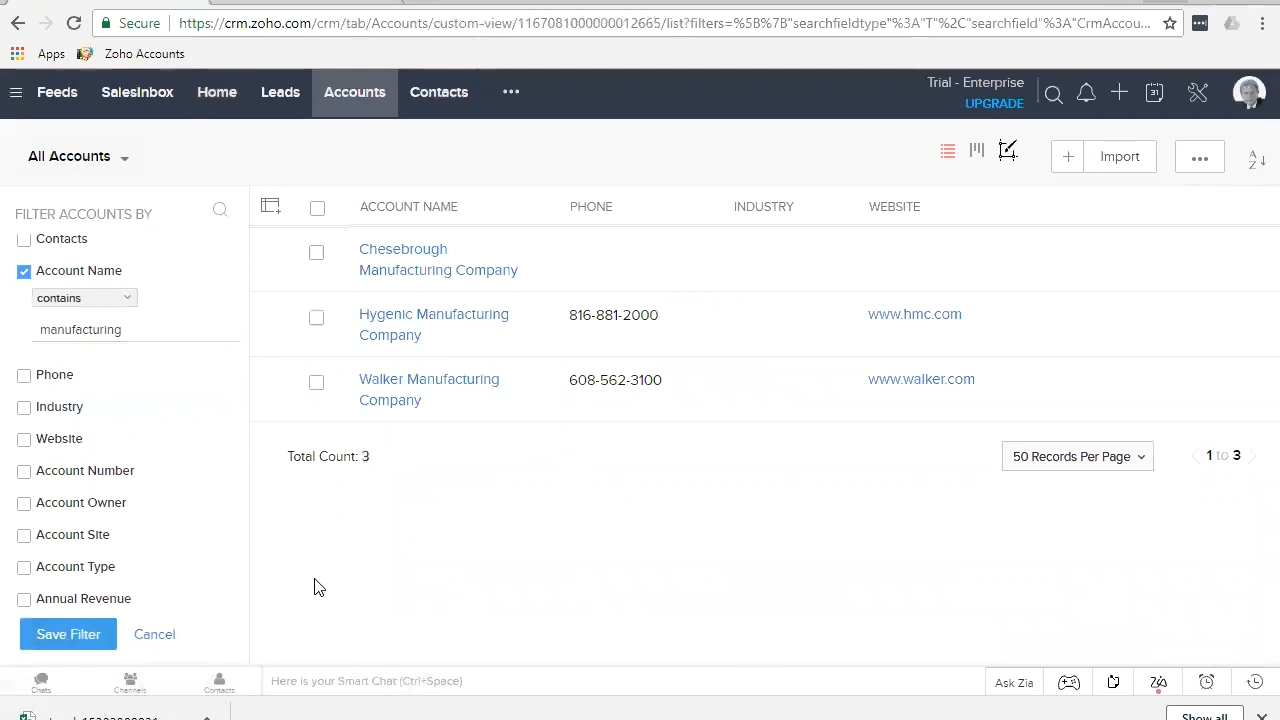 Secure
https://crm.zoho.com/crm/tab/Accounts/custom-view/1167081000000012665/list?filters=%5B%7B"searchfieldtype"%3A"T"%2C"searchfield"%3A"CrmAccou...
Apps
Zoho Accounts
Feeds
SalesInbox
Home
Leads
Accounts
Contacts
•••
Trial - Enterprise
UPGRADE
31
All Accounts
+
Import
•••
A
Z
FILTER ACCOUNTS BY
Contacts
Account Name
contains
manufacturing
Phone
Industry
Website
Account Number
Account Owner
Account Site
Account Type
Annual Revenue
Save Filter
Cancel
ACCOUNT NAME
PHONE
INDUSTRY
WEBSITE
Chesebrough
Manufacturing Company
Hygenic Manufacturing
Company
816-881-2000
www.hmc.com
Walker Manufacturing
Company
608-562-3100
www.walker.com
Total Count: 3
50 Records Per Page
1 to 3
Chats
Channels
Contacts
Here is your Smart Chat (Ctrl+Space)
Ask Zia
Show all